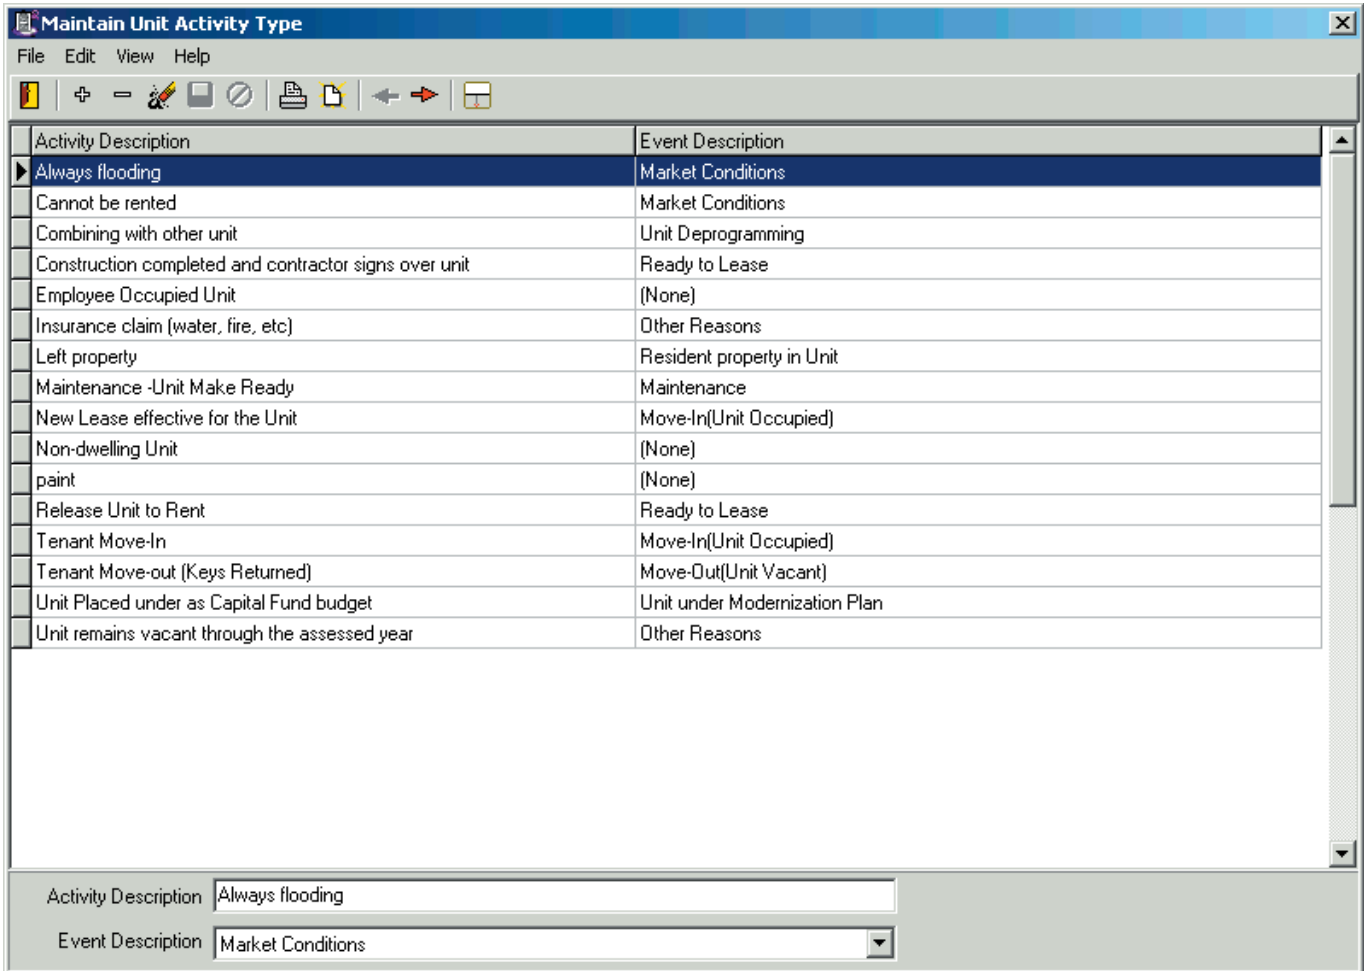 Maintain Unit Activity Type
File Edit View Help
Activity Description Event Description
Always flooding Market Conditions
Cannot be rented Market Conditions
Combining with other unit Unit Deprogramming
Construction completed and contractor signs over unit Ready to Lease
Employee Occupied Unit (None)
Insurance claim (water, fire, etc) Other Reasons
Left property Resident property in Unit
Maintenance -Unit Make Ready Maintenance
New Lease effective for the Unit Move-In(Unit Occupied)
Non-dwelling Unit (None)
paint (None)
Release Unit to Rent Ready to Lease
Tenant Move-In Move-In(Unit Occupied)
Tenant Move-out (Keys Returned) Move-Out(Unit Vacant)
Unit Placed under as Capital Fund budget Unit under Modernization Plan
Unit remains vacant through the assessed year Other Reasons
Activity Description Always flooding
Event Description Market Conditions